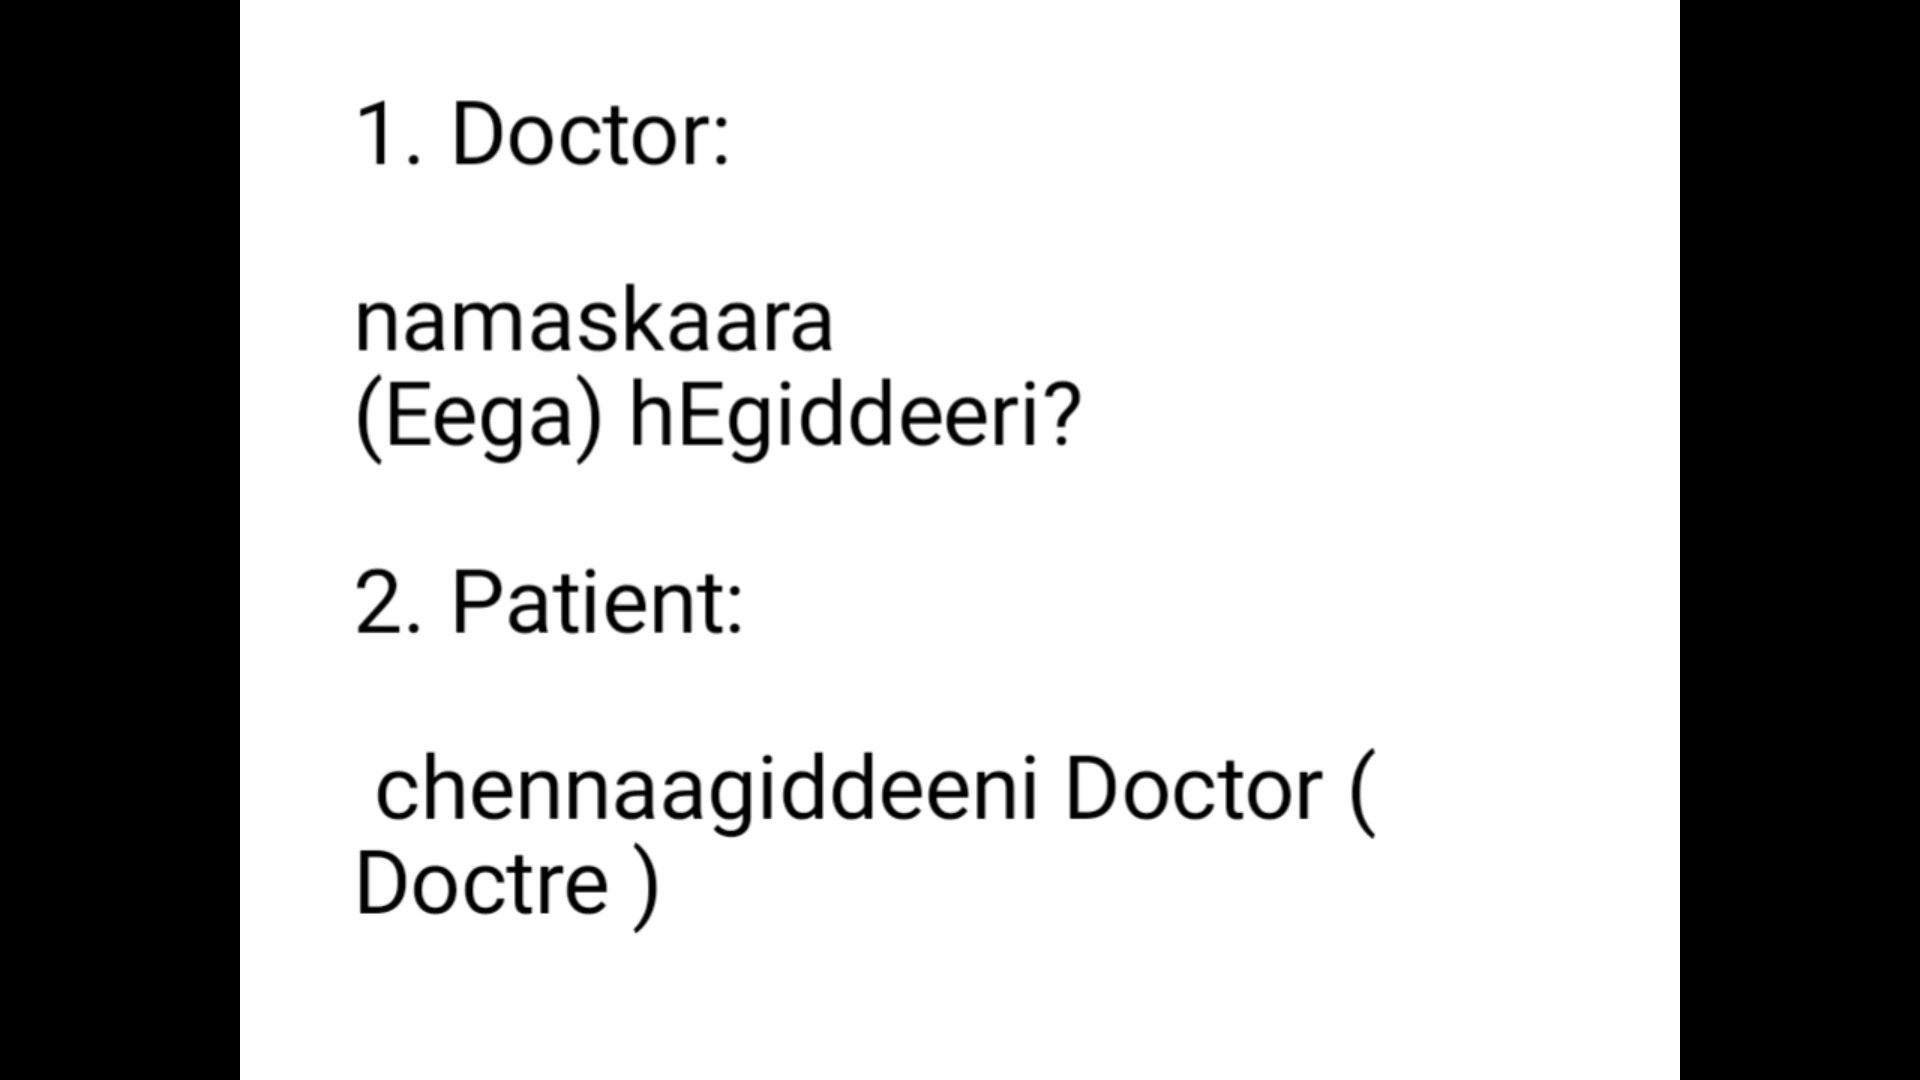 1. Doctor:
namaskaara
(Eega) hEgiddeeri?
2. Patient:
chennaagiddeeni Doctor (
Doctre )